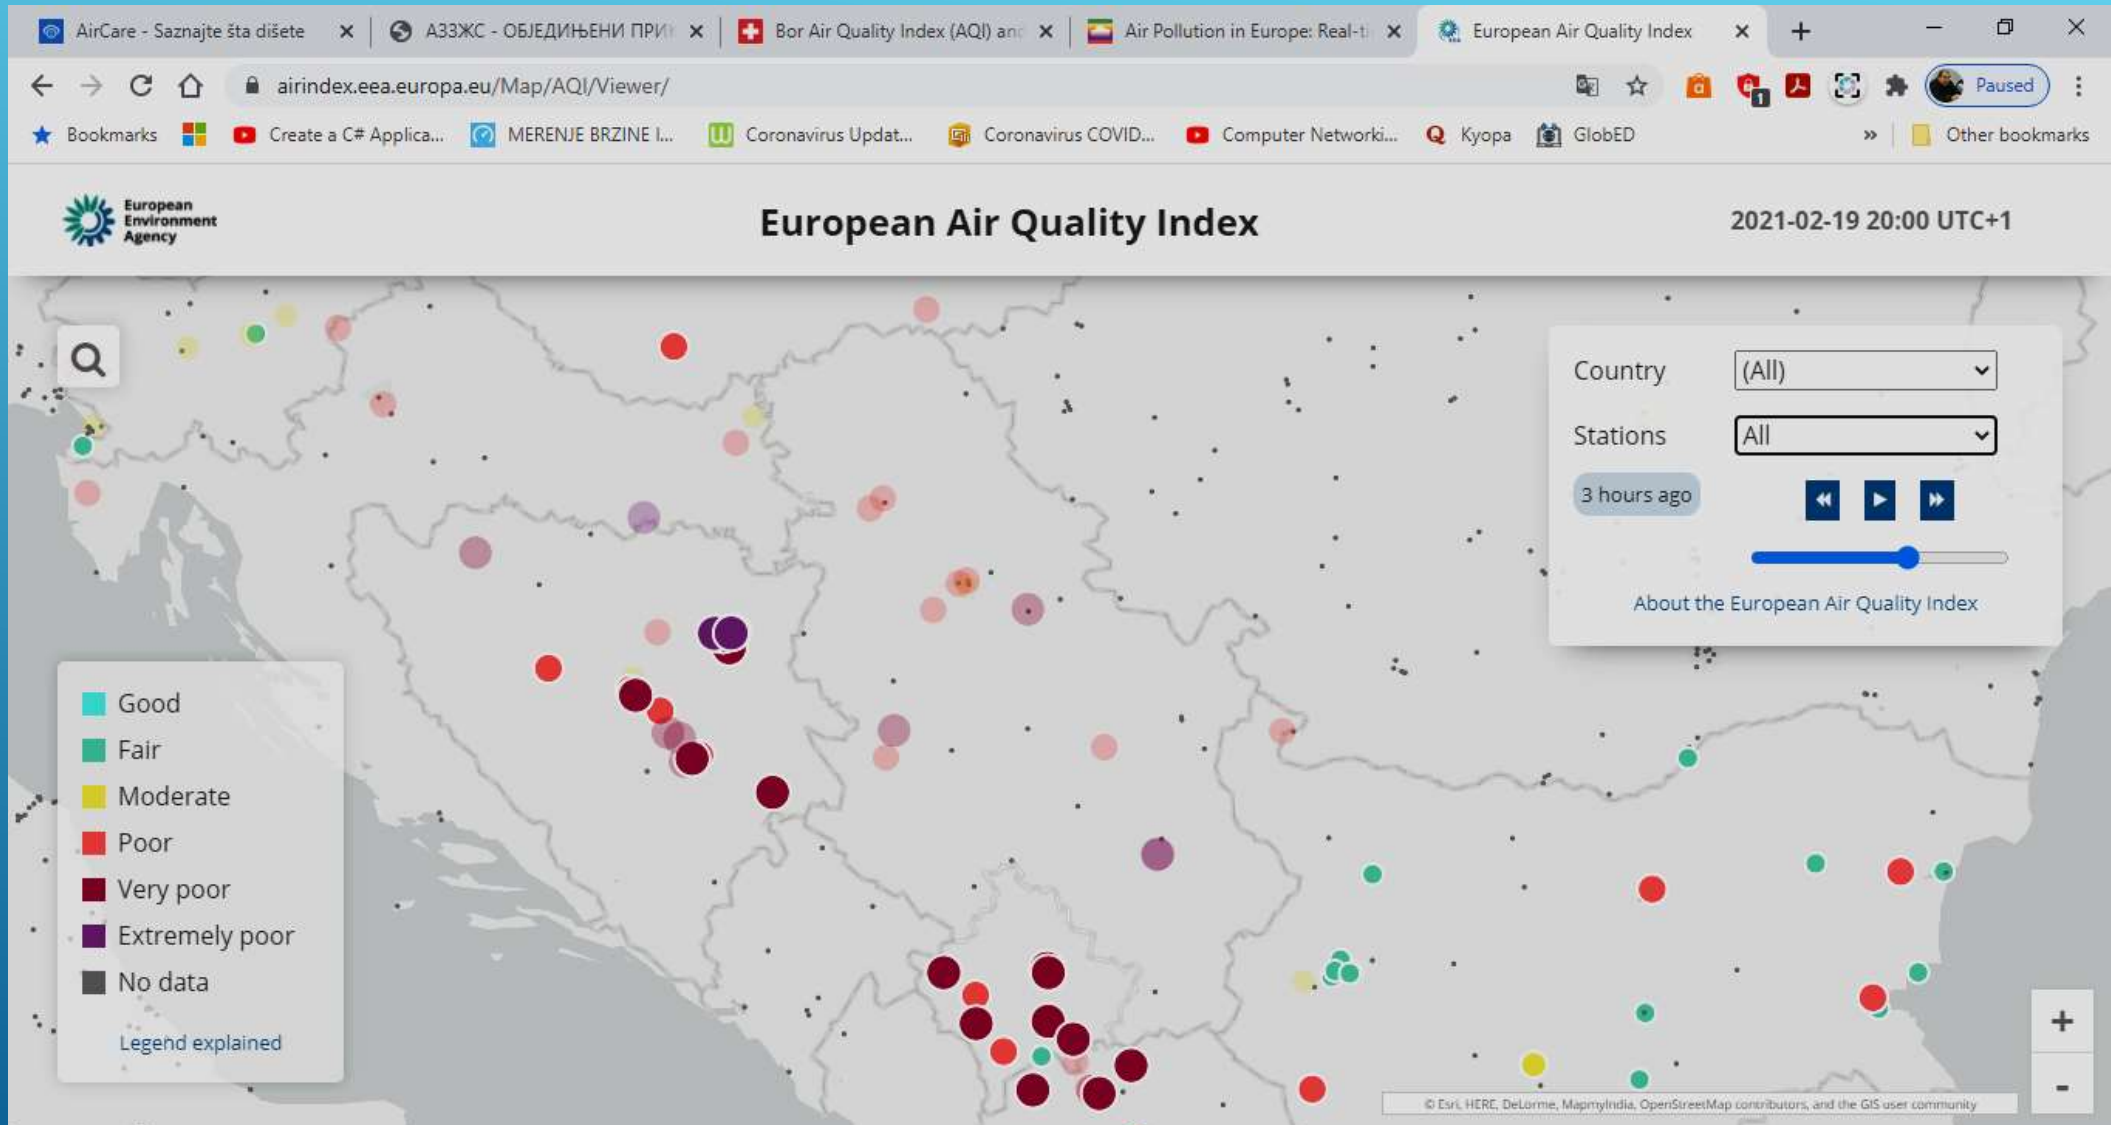 AirCare - Saznajte šta dišete
АЗЗЖС - ОБЈЕДИЊЕНИ ПРИ
Bor Air Quality Index (AQI) and
Air Pollution in Europe: Real-ti
European Air Quality Index
airindex.eea.europa.eu/Map/AQI/Viewer/
1
Paused
Bookmarks
Create a C# Applica...
MERENJE BRZINE I...
Coronavirus Updat...
Coronavirus COVID...
Computer Networki...
Kyopa
GlobED
Other bookmarks
European
Environment
Agency
European Air Quality Index
2021-02-19 20:00 UTC+1
Country (All)
Stations All
3 hours ago
About the European Air Quality Index
Good
Fair
Moderate
Poor
Very poor
Extremely poor
No data
Legend explained
+
-
© Esri, HERE, DeLorme, MapmyIndia, OpenStreetMap contributors, and the GIS user community